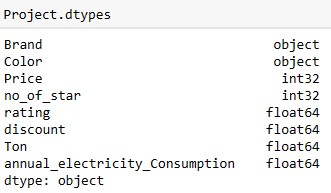 Project.dtypes
Brand object
Color object
Price int32
no_of_star int32
rating float64
discount float64
Ton float64
annual_electricity_Consumption float64
dtype: object